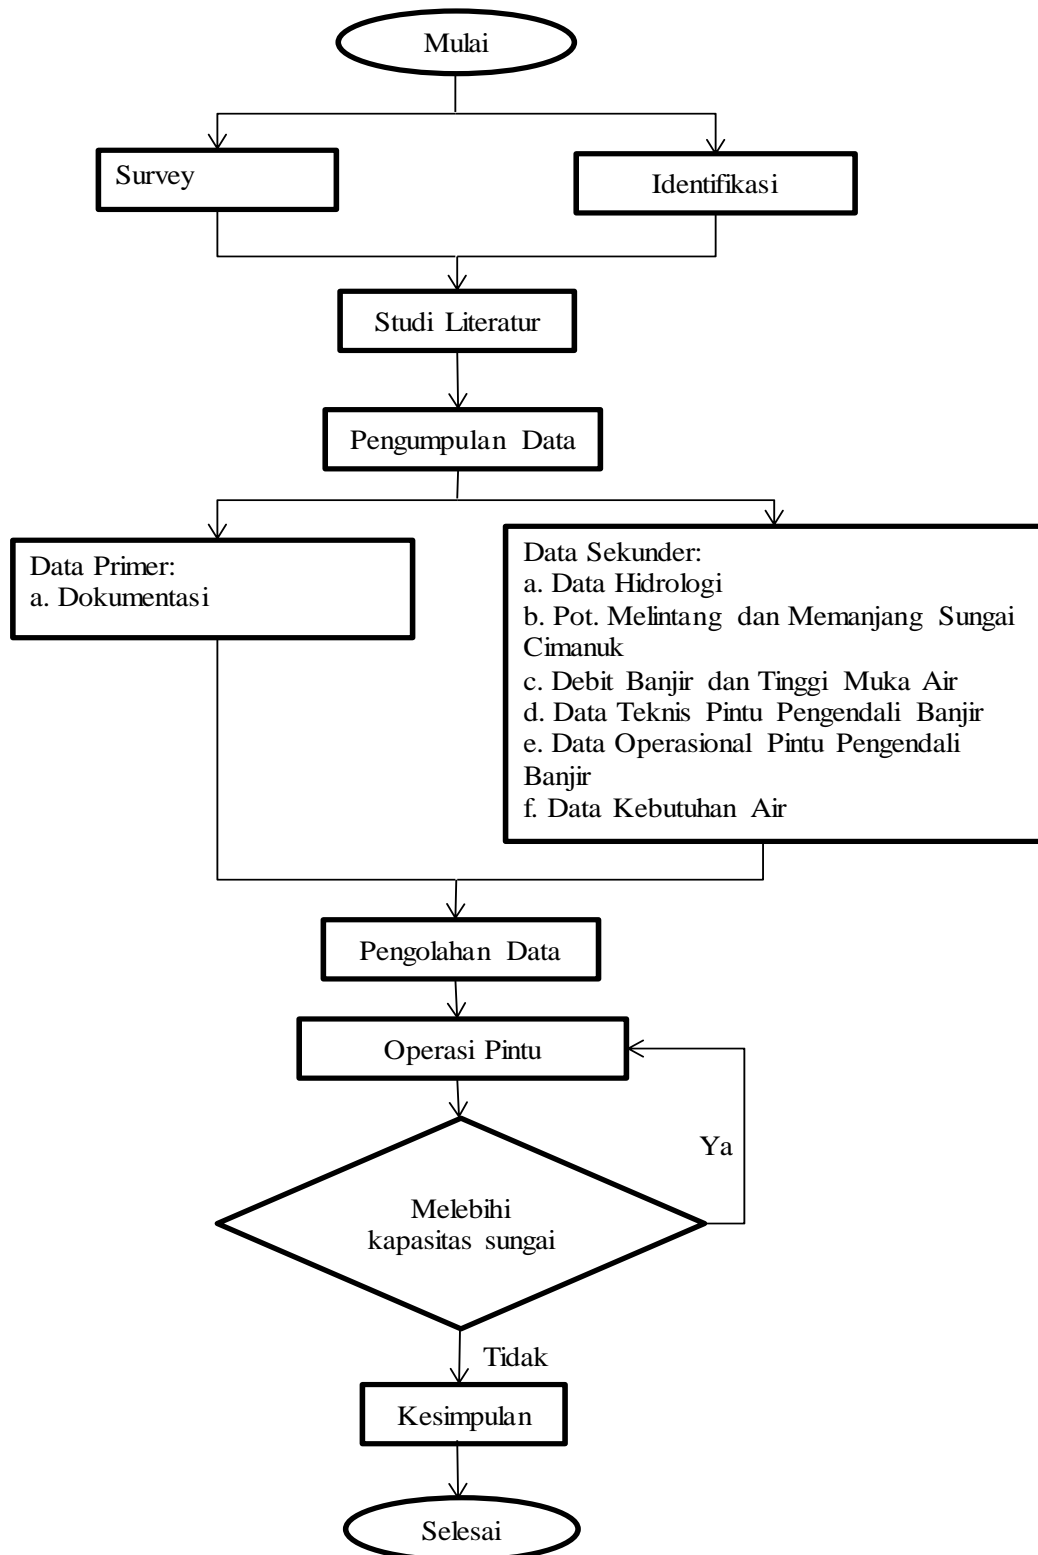 Mulai
Survey
Identifikasi
Studi Literatur
Pengumpulan Data
Data Primer:
a. Dokumentasi
Data Sekunder:
a. Data Hidrologi
b. Pot. Melintang dan Memanjang Sungai
Cimanuk
c. Debit Banjir dan Tinggi Muka Air
d. Data Teknis Pintu Pengendali Banjir
e. Data Operasional Pintu Pengendali
Banjir
f. Data Kebutuhan Air
Pengolahan Data
Operasi Pintu
Ya
Melebihi
kapasitas sungai
Tidak
Kesimpulan
Selesai